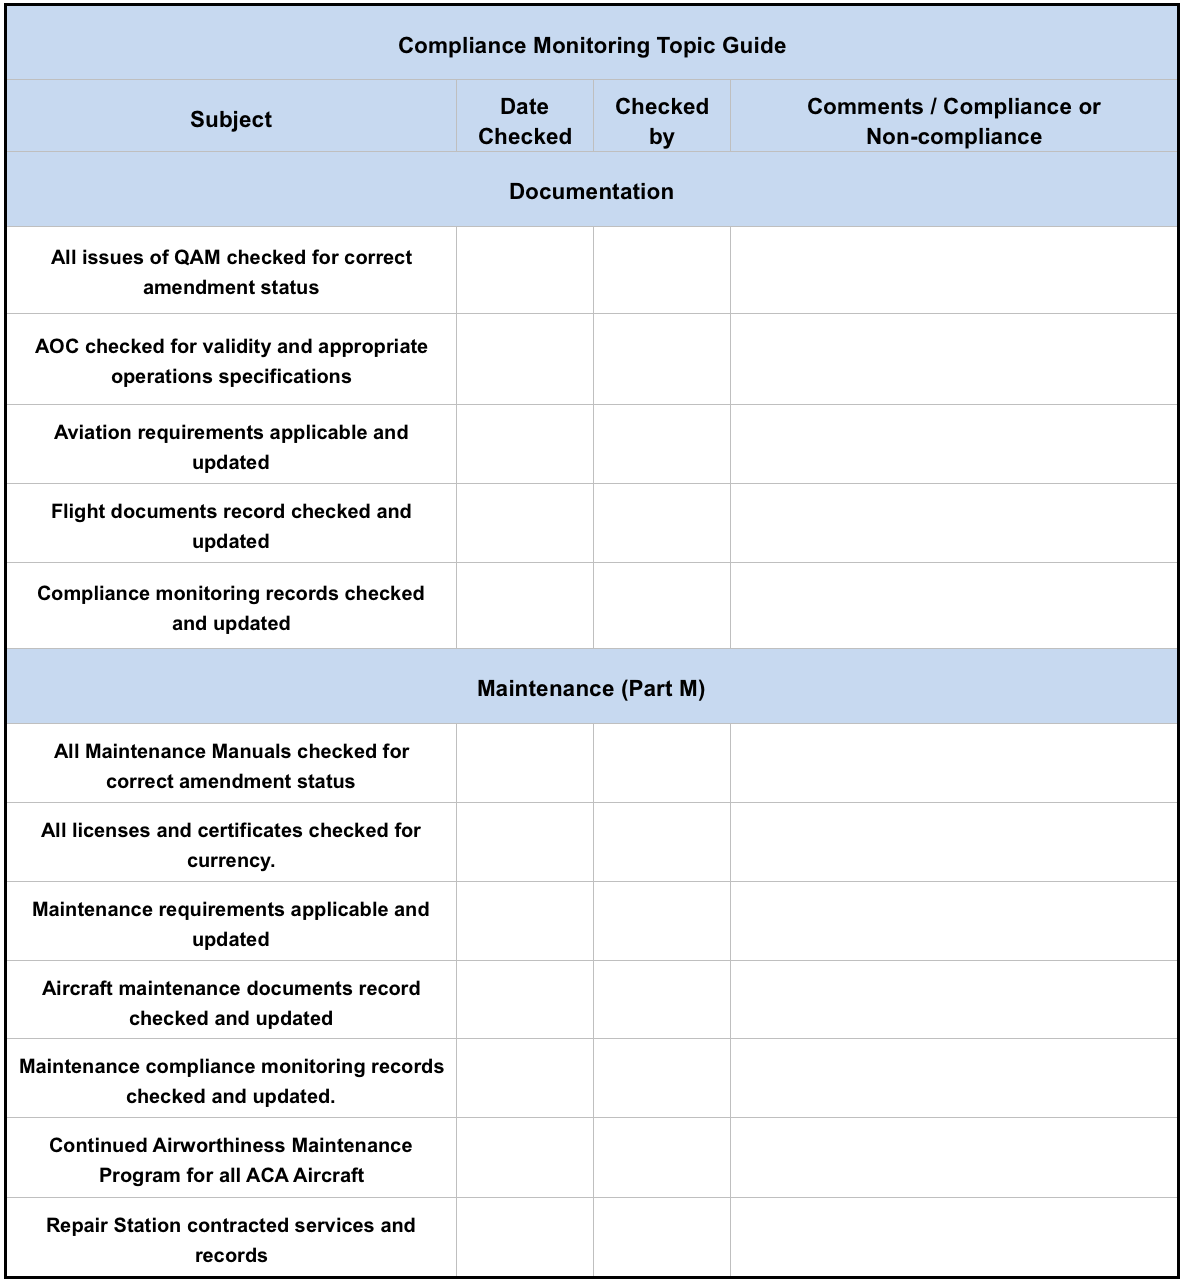 Compliance Monitoring Topic Guide
Subject
Date
Checked
Checked
by
Comments / Compliance or
Non-compliance
Documentation
All issues of QAM checked for correct
amendment status
AOC checked for validity and appropriate
operations specifications
Aviation requirements applicable and
updated
Flight documents record checked and
updated
Compliance monitoring records checked
and updated
Maintenance (Part M)
All Maintenance Manuals checked for
correct amendment status
All licenses and certificates checked for
currency.
Maintenance requirements applicable and
updated
Aircraft maintenance documents record
checked and updated
Maintenance compliance monitoring records
checked and updated.
Continued Airworthiness Maintenance
Program for all ACA Aircraft
Repair Station contracted services and
records